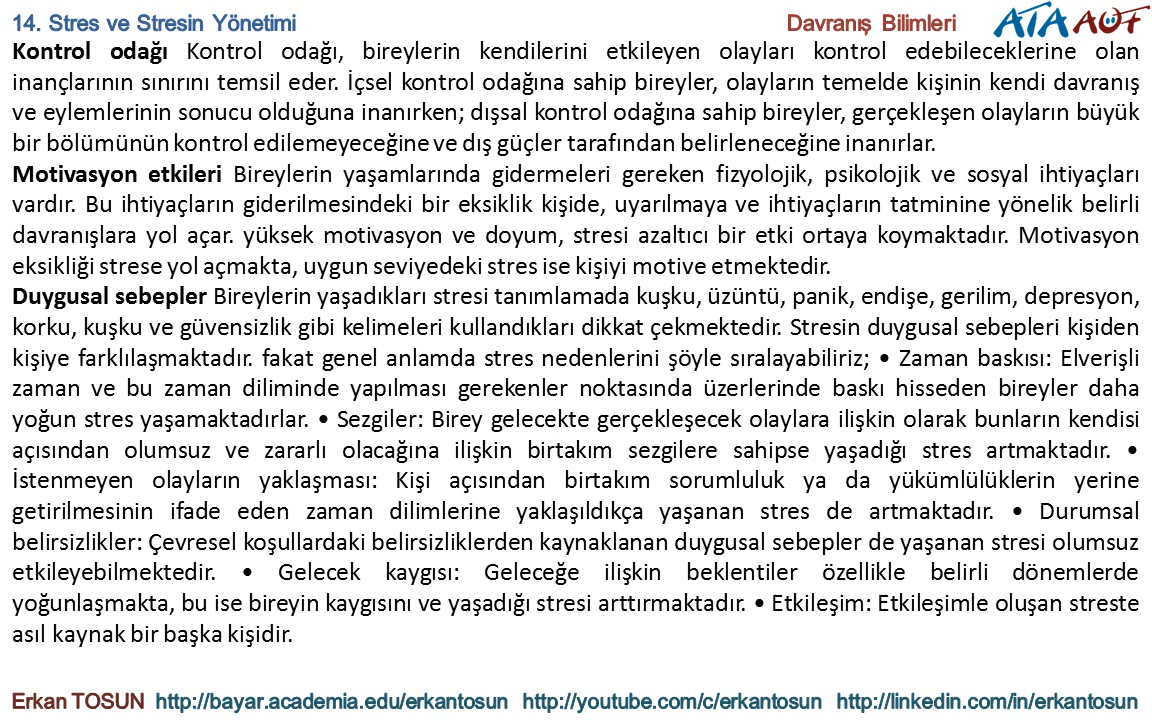 14. Stres ve Stresin Yönetimi
Davranış Bilimleri
ATA AÖF
Kontrol odağı Kontrol odağı, bireylerin kendilerini etkileyen olayları kontrol edebileceklerine olan
inançlarının sınırını temsil eder. İçsel kontrol odağına sahip bireyler, olayların temelde kişinin kendi davranış
ve eylemlerinin sonucu olduğuna inanırken; dışsal kontrol odağına sahip bireyler, gerçekleşen olayların büyük
bir bölümünün kontrol edilemeyeceğine ve dış güçler tarafından belirleneceğine inanırlar.
Motivasyon etkileri Bireylerin yaşamlarında gidermeleri gereken fizyolojik, psikolojik ve sosyal ihtiyaçları
vardır. Bu ihtiyaçların giderilmesindeki bir eksiklik kişide, uyarılmaya ve ihtiyaçların tatminine yönelik belirli
davranışlara yol açar. yüksek motivasyon ve doyum, stresi azaltıcı bir etki ortaya koymaktadır. Motivasyon
eksikliği strese yol açmakta, uygun seviyedeki stres ise kişiyi motive etmektedir.
Duygusal sebepler Bireylerin yaşadıkları stresi tanımlamada kuşku, üzüntü, panik, endişe, gerilim, depresyon,
korku, kuşku ve güvensizlik gibi kelimeleri kullandıkları dikkat çekmektedir. Stresin duygusal sebepleri kişiden
kişiye farklılaşmaktadır. fakat genel anlamda stres nedenlerini şöyle sıralayabiliriz; • Zaman baskısı: Elverişli
zaman ve bu zaman diliminde yapılması gerekenler noktasında üzerlerinde baskı hisseden bireyler daha
yoğun stres yaşamaktadırlar. • Sezgiler: Birey gelecekte gerçekleşecek olaylara ilişkin olarak bunların kendisi
açısından olumsuz ve zararlı olacağına ilişkin birtakım sezgilere sahipse yaşadığı stres artmaktadır. •
İstenmeyen olayların yaklaşması: Kişi açısından birtakım sorumluluk ya da yükümlülüklerin yerine
getirilmesinin ifade eden zaman dilimlerine yaklaşıldıkça yaşanan stres de artmaktadır. • Durumsal
belirsizlikler: Çevresel koşullardaki belirsizliklerden kaynaklanan duygusal sebepler de yaşanan stresi olumsuz
etkileyebilmektedir. • Gelecek kaygısı: Geleceğe ilişkin beklentiler özellikle belirli dönemlerde
yoğunlaşmakta, bu ise bireyin kaygısını ve yaşadığı stresi arttırmaktadır. • Etkileşim: Etkileşimle oluşan streste
asıl kaynak bir başka kişidir.
Erkan TOSUN http://bayar.academia.edu/erkantosun http://youtube.com/c/erkantosun http://linkedin.com/in/erkantosun